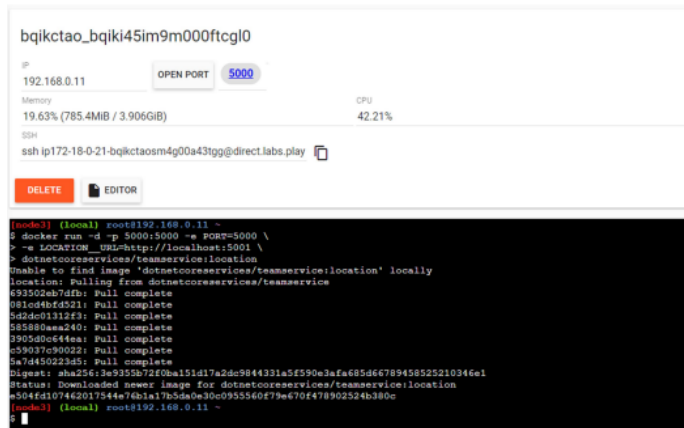 bqikctao_bqiki45im9m000ftcgl0
IP
192.168.0.11
OPEN PORT
5000
Memory
19.63% (785.4MiB / 3.906GiB)
CPU
42.21%
SSH
ssh ip172-18-0-21-bqikctaosm4g00a43tgg@direct.labs.play
DELETE
EDITOR
[node3] (local) root@192.168.0.11 ~
$ docker run -d -p 5000:5000 -e PORT=5000 \
> -e LOCATION__URL=http://localhost:5001 \
> dotnetcoreservices/teamservice:location
Unable to find image 'dotnetcoreservices/teamservice:location' locally
location: Pulling from dotnetcoreservices/teamservice
693502eb7dfb: Pull complete
081cd4bfd521: Pull complete
5d2dc01312f3: Pull complete
585880aea240: Pull complete
3905d0c644ea: Pull complete
c59037c90022: Pull complete
5a7d450223d5: Pull complete
Digest: sha256:3e9355b72f0ba151d17a2dc9844331a5f590e3afa685d66789458525210346e1
Status: Downloaded newer image for dotnetcoreservices/teamservice:location
e504fd107462017544e76b1a17b5da0e30c0955560f79e670f478902524b380c
[node3] (local) root@192.168.0.11 ~
$